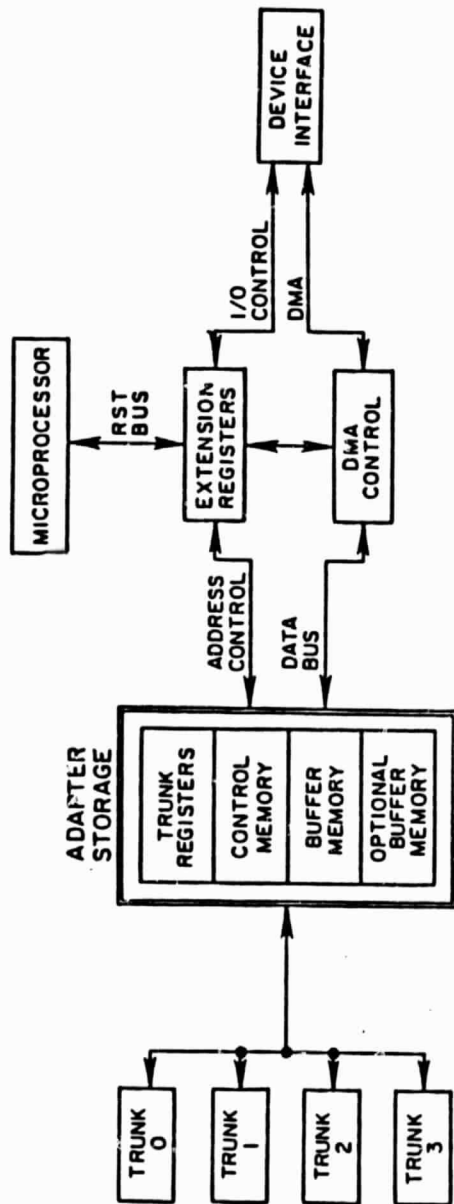 TRUNK
0
TRUNK
1
TRUNK
2
TRUNK
3
ADAPTER
STORAGE
TRUNK
REGISTERS
CONTROL
MEMORY
BUFFER
MEMORY
OPTIONAL
BUFFER
MEMORY
ADDRESS
CONTROL
DATA
BUS
MICROPROCESSOR
RST
BUS
EXTENSION
REGISTERS
DMA
CONTROL
I/O
CONTROL
DMA
DEVICE
INTERFACE